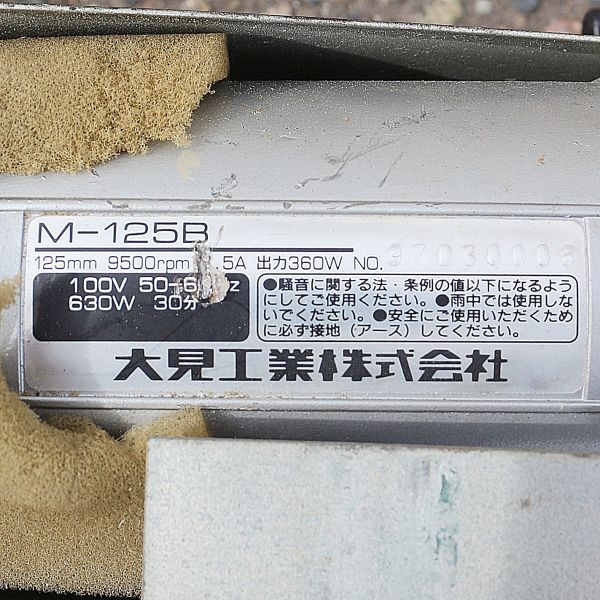 M-125B
125mm 9500rpm 5A 出力360W NO. 97030006
100V 50-6 Hz
630W 30分
●騒音に関する法・条例の値以下になるよう
にしてご使用ください。●雨中では使用しな
いでください。●安全にご使用いただくため
に必ず接地（アース）してください。
大見工業株式会社